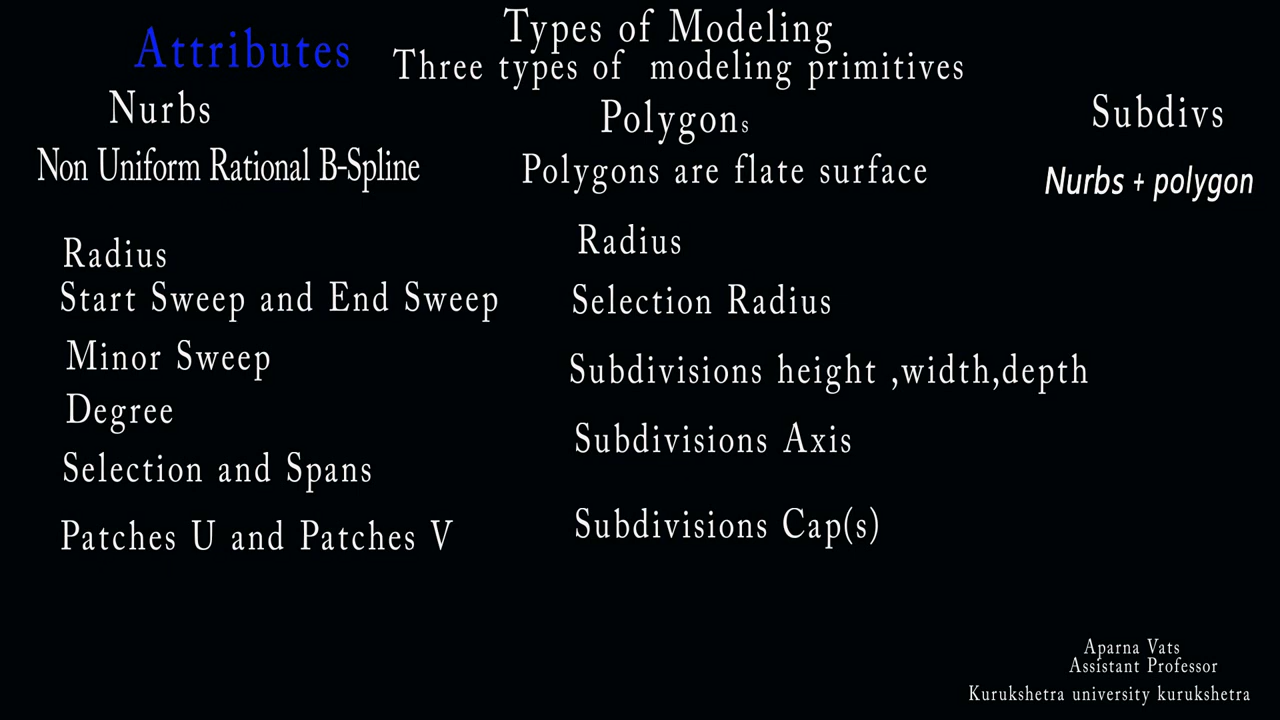 Attributes
Types of Modeling
Three types of modeling primitives
Nurbs
Polygons
Subdivs
Non Uniform Rational B-Spline
Polygons are flate surface
Nurbs + polygon
Radius
Start Sweep and End Sweep
Minor Sweep
Degree
Selection and Spans
Patches U and Patches V
Radius
Selection Radius
Subdivisions height ,width,depth
Subdivisions Axis
Subdivisions Cap(s)
Aparna Vats
Assistant Professor
Kurukshetra university kurukshetra